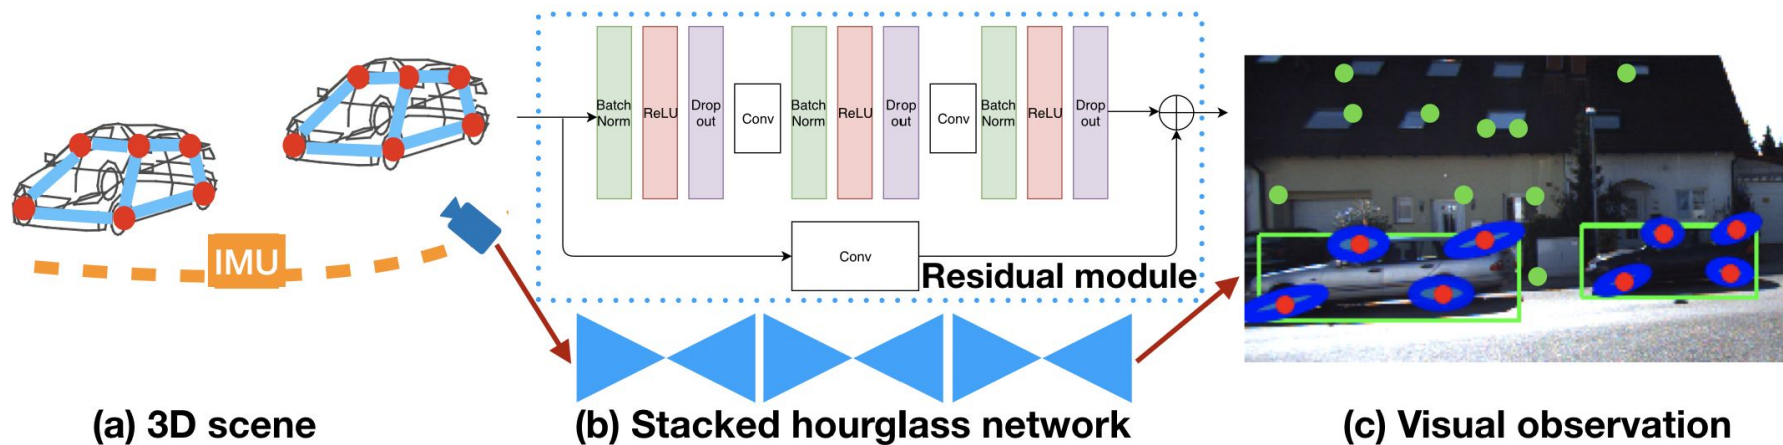 Batch
Norm
ReLU
Drop
out
Conv
Batch
Norm
ReLU
Drop
out
Conv
Batch
Norm
ReLU
Drop
out
IMU
Conv
Residual module
(a) 3D scene
(b) Stacked hourglass network
(c) Visual observation